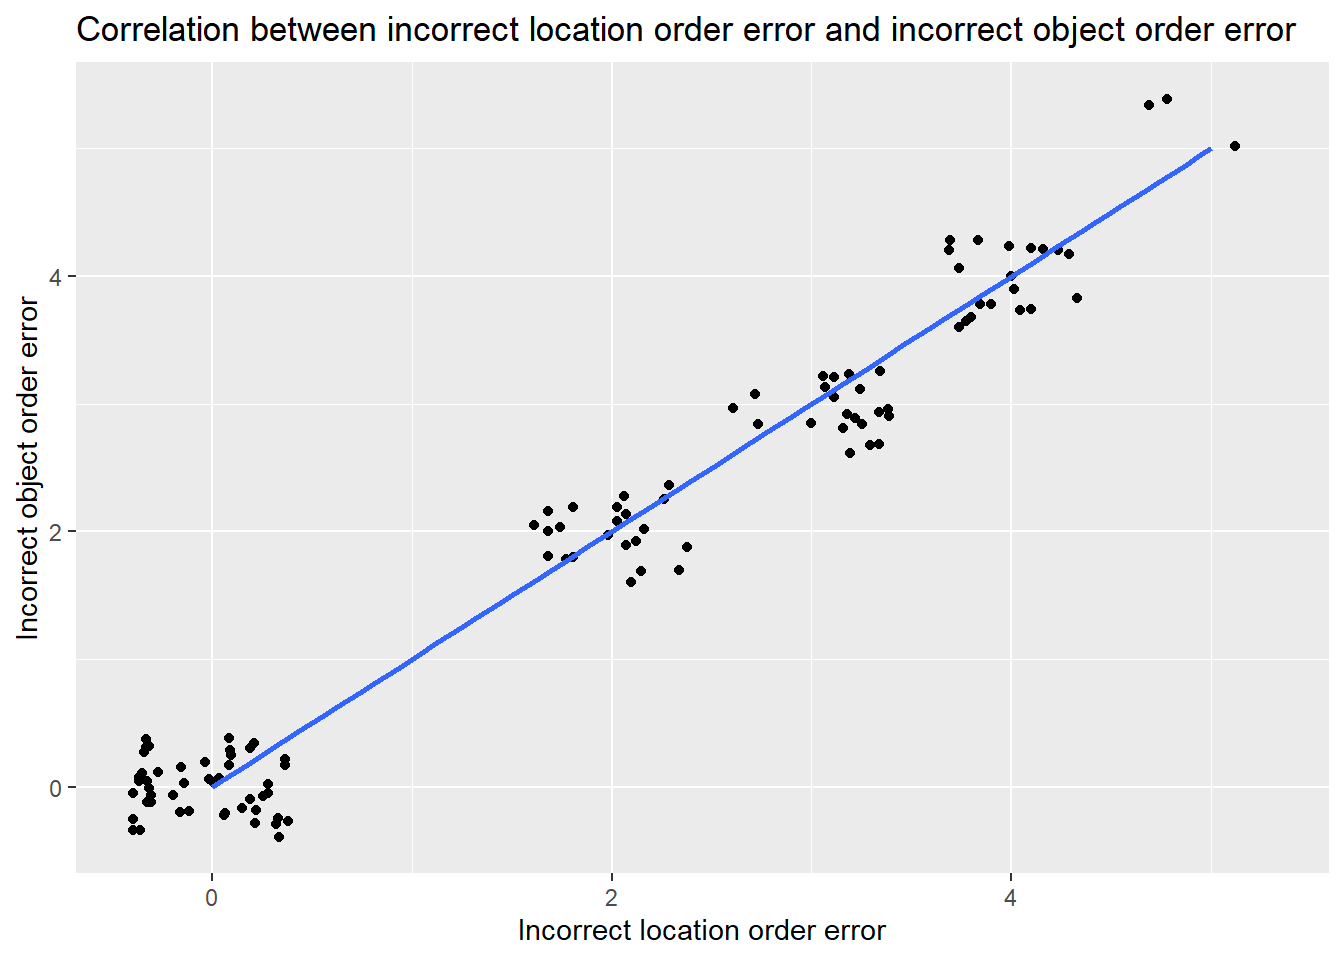 Correlation between incorrect location order error and incorrect object order error
Incorrect object order error
4
2
0
0 2 4
Incorrect location order error